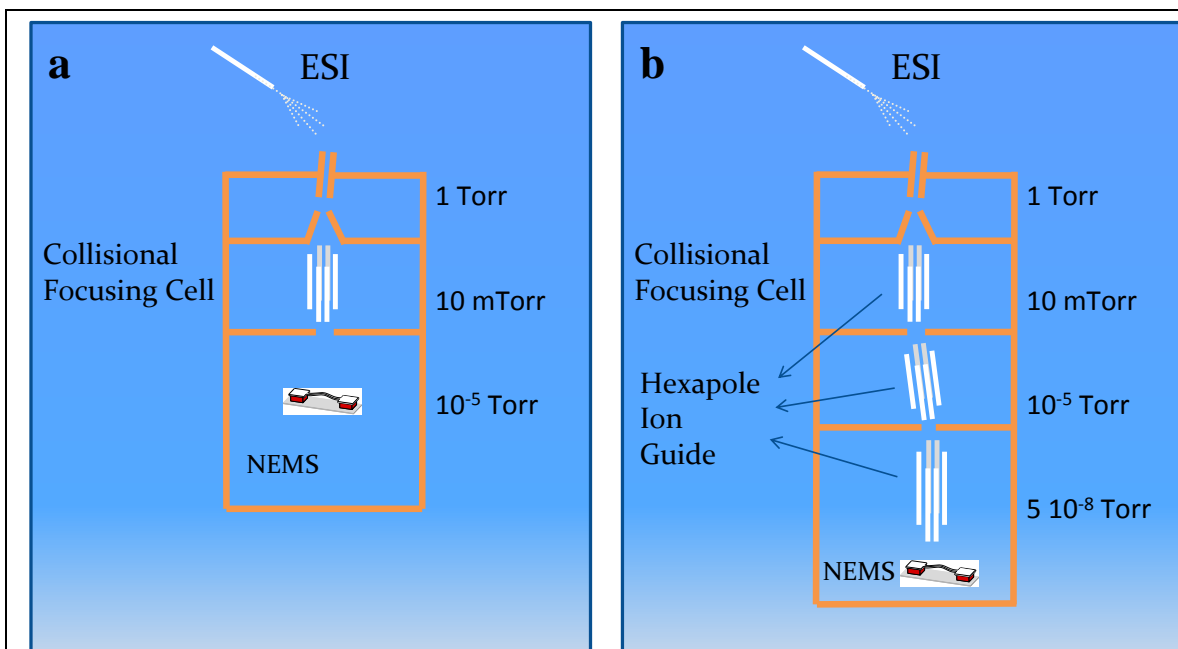 a
ESI
1 Torr
Collisional
Focusing Cell
10 mTorr
10-5 Torr
NEMS
b
ESI
1 Torr
Collisional
Focusing Cell
10 mTorr
Hexapole
Ion
Guide
10-5 Torr
5 10-8 Torr
NEMS